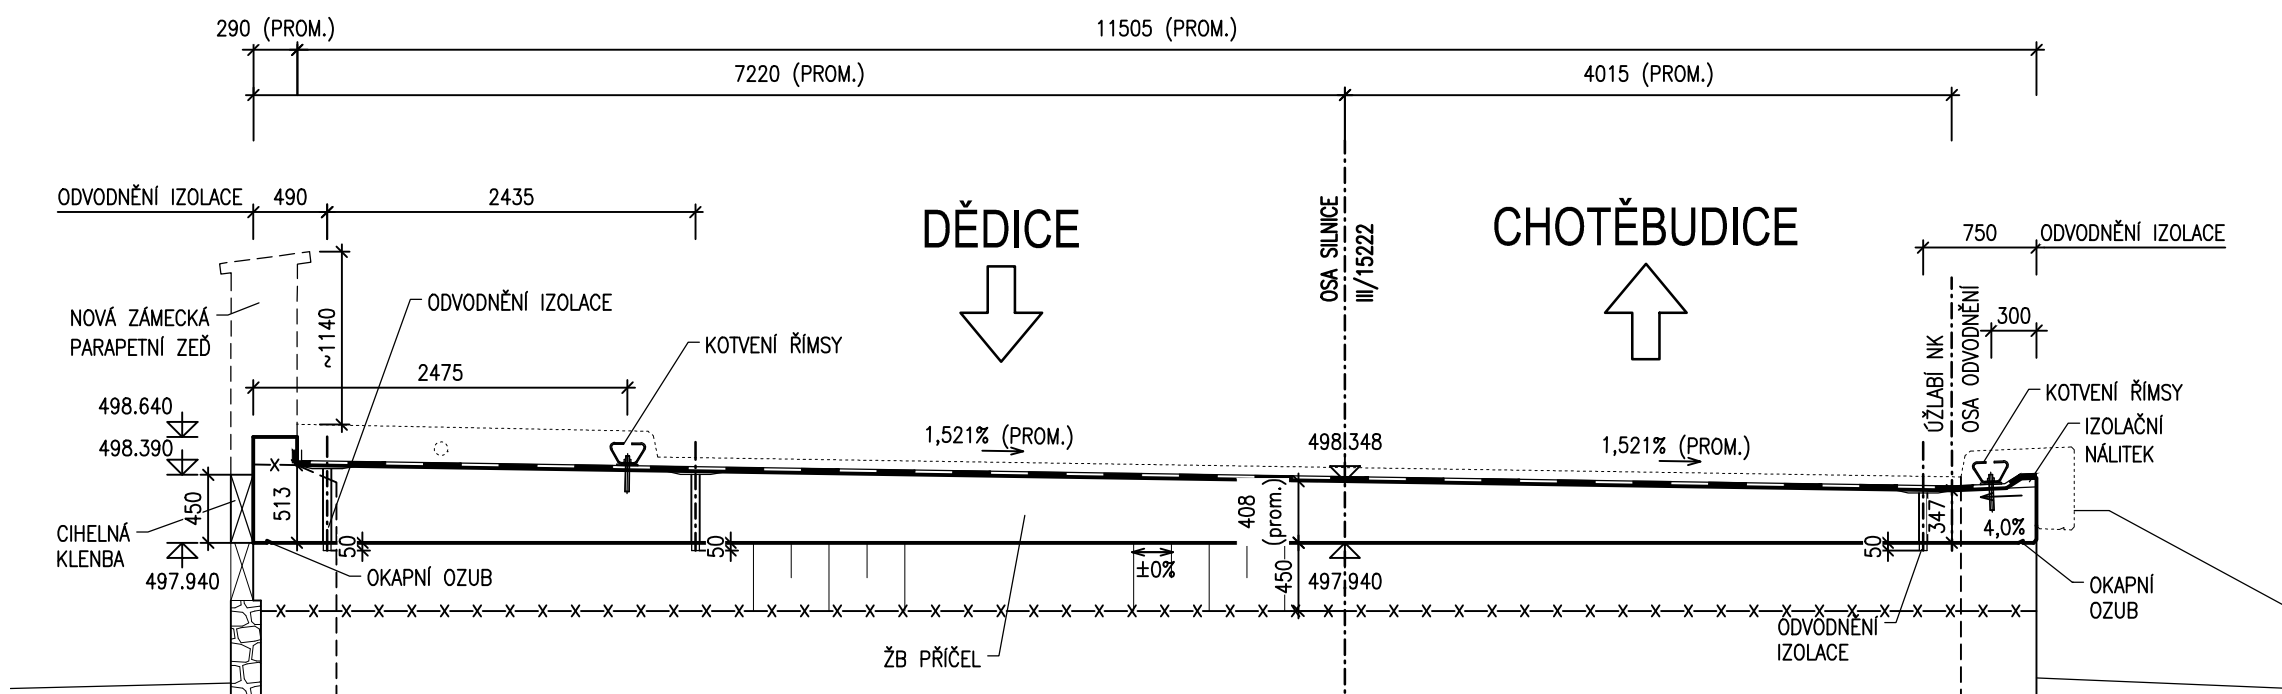 290 (PROM.)
11505 (PROM.)
7220 (PROM.)
4015 (PROM.)
ODVODNĚNÍ IZOLACE
490
2435
DĚDICE
OSA SILNICE
III/15222
CHOTĚBUDICE
750
ODVODNĚNÍ IZOLACE
NOVÁ ZÁMECKÁ
PARAPETNÍ ZEĎ
~1140
ODVODNĚNÍ IZOLACE
KOTVENÍ ŘÍMSY
2475
ÚŽLABÍ NK
OSA ODVODNĚNÍ
300
KOTVENÍ ŘÍMSY
IZOLAČNÍ
NÁLITEK
498.640
498.390
1,521% (PROM.)
498.348
1,521% (PROM.)
450
513
408
(prom.)
347
4,0%
CIHELNÁ
KLENBA
50
50
50
497.940
OKAPNÍ OZUB
±0%
450
497.940
OKAPNÍ
OZUB
ŽB PŘÍČEL
ODVODNĚNÍ
IZOLACE